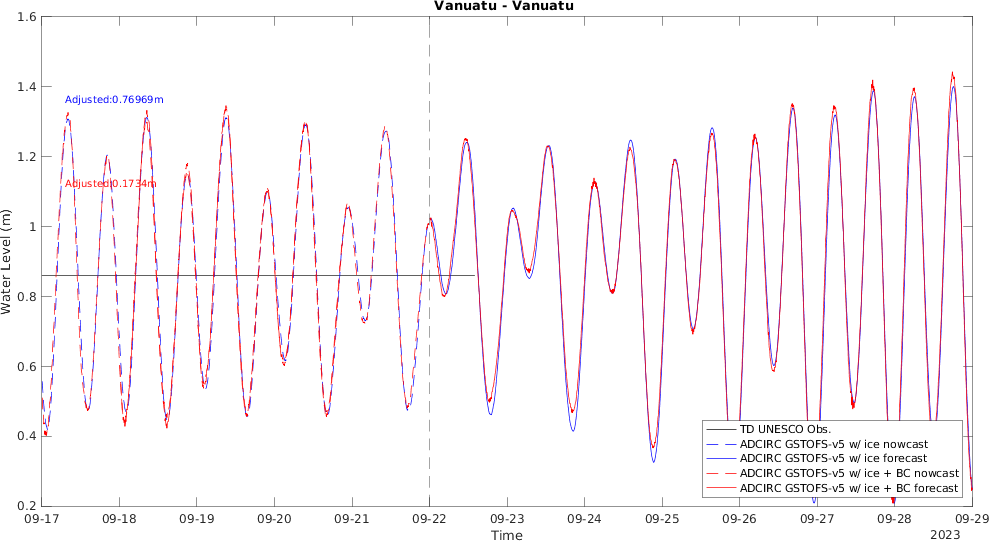 Vanuatu - Vanuatu
1.6
1.4
1.2
1
0.8
0.6
0.4
0.2
Water Level (m)
Adjusted:0.76969m
Adjusted:0.1734m
TD UNESCO Obs.
ADCIRC GSTOFS-v5 w/ ice nowcast
ADCIRC GSTOFS-v5 w/ ice forecast
ADCIRC GSTOFS-v5 w/ ice + BC nowcast
ADCIRC GSTOFS-v5 w/ ice + BC forecast
09-17 09-18 09-19 09-20 09-21 09-22 09-23 09-24 09-25 09-26 09-27 09-28 09-29
Time
2023